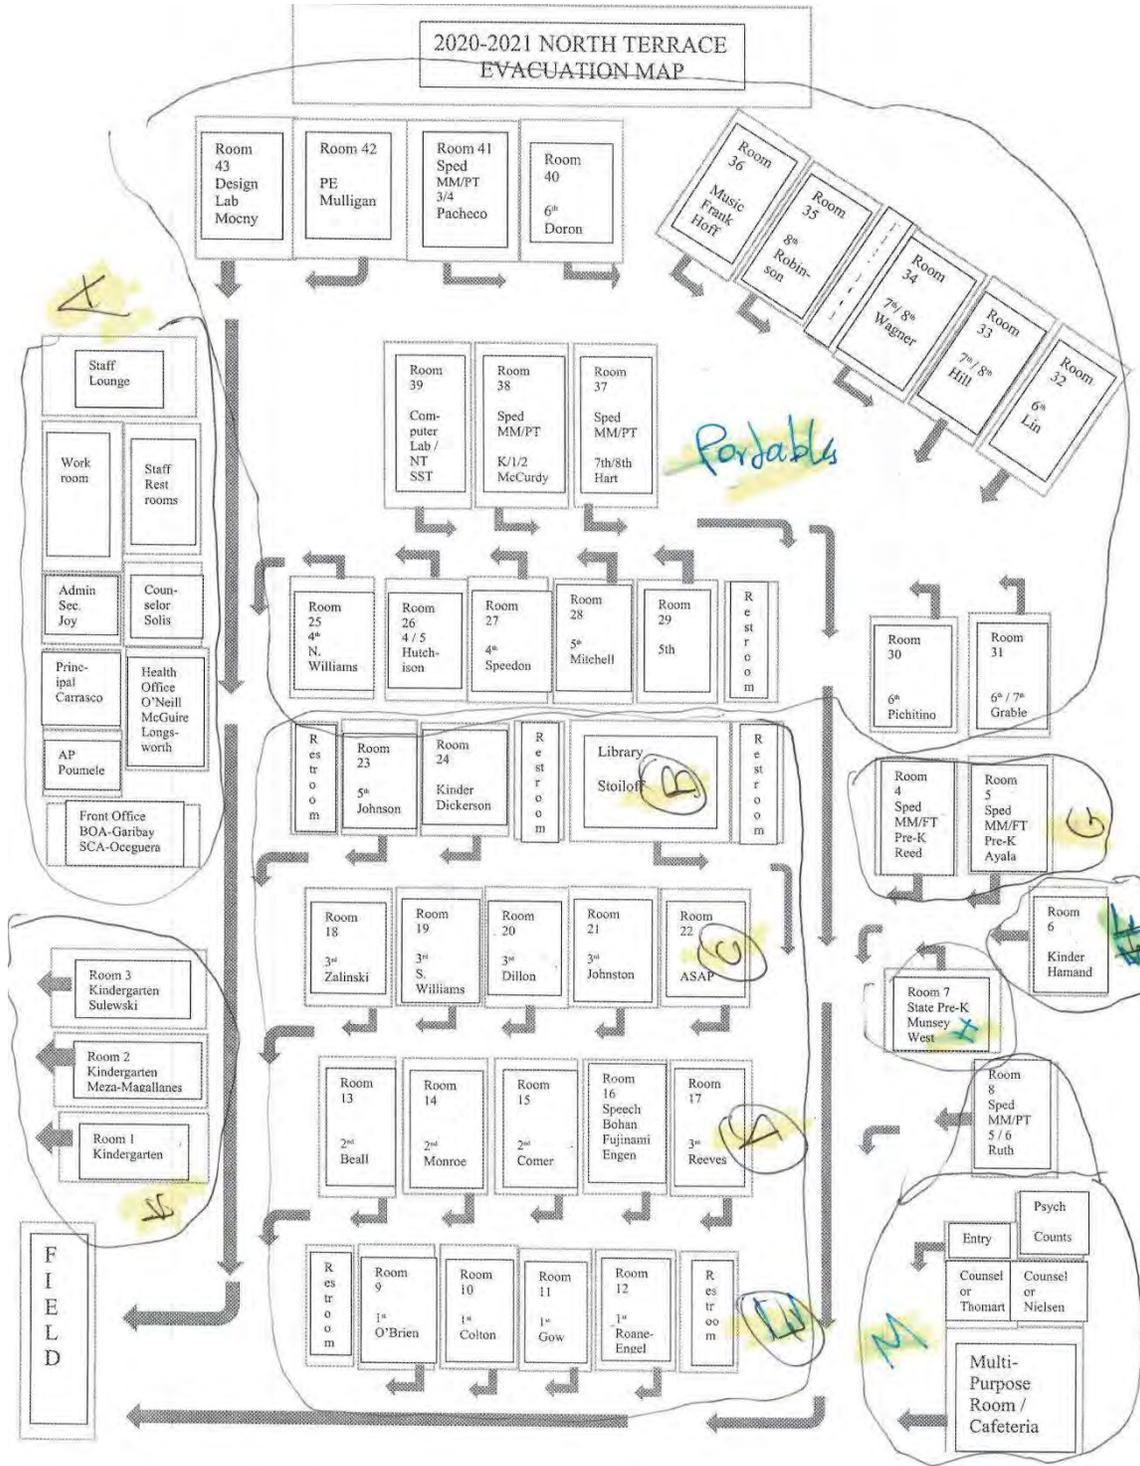 2020-2021 NORTH TERRACE
EVACUATION MAP
Room
43
Design
Lab
Mocny
Room 42
PE
Mulligan
Room 41
Sped
MM/PT
3/4
Pacheco
Room
40
6th
Doron
Room
36
Music
Frank
Hoff
Room
35
8th
Robin-
son
Room
34
7th/ 8th
Wagner
Room
33
7th/ 8th
Hill
Room
32
6th
Lin
A
Staff
Lounge
Work
room
Staff
Rest
rooms
Admin
Sec.
Joy
Coun-
selor
Solis
Princ-
ipal
Carrasco
Health
Office
O'Neill
McGuire
Longs-
worth
AP
Poumele
Front Office
BOA-Garibay
SCA-Oceguera
Room
39
Com-
puter
Lab /
NT
SST
Room
38
Sped
MM/PT
K/1/2
McCurdy
Room
37
Sped
MM/PT
7th/8th
Hart
Portables
Room
25
4th
N.
Williams
Room
26
4 / 5
Hutch-
ison
Room
27
4th
Speedon
Room
28
5th
Mitchell
Room
29
5th
R
e
st
r
o
o
m
Room
30
6th
Pichitino
Room
31
6th / 7th
Grable
R
e
st
r
o
o
m
Room
23
5th
Johnson
Room
24
Kinder
Dickerson
R
e
st
r
o
o
m
Library
Stoiloff
B
R
e
st
r
o
o
m
Room
4
Sped
MM/FT
Pre-K
Reed
Room
5
Sped
MM/FT
Pre-K
Ayala
G
Room
18
3rd
Zalinski
Room
19
3rd
S.
Williams
Room
20
3rd
Dillon
Room
21
3rd
Johnston
Room
22
ASAP
C
Room
6
Kinder
Hamand
Room 7
State Pre-K
Munsey
West
Room 3
Kindergarten
Sulewski
Room 2
Kindergarten
Meza-Magallanes
Room 1
Kindergarten
Room
13
2nd
Beall
Room
14
2nd
Monroe
Room
15
2nd
Comer
Room
16
Speech
Bohan
Fujinami
Engen
Room
17
3rd
Reeves
Room
8
Sped
MM/PT
5 / 6
Ruth
F
I
E
L
D
R
e
st
r
o
o
m
Room
9
1st
O'Brien
Room
10
1st
Colton
Room
11
1st
Gow
Room
12
1st
Roane-
Engel
R
e
st
r
o
o
m
E
M
Psych
Counts
Entry
Counsel
or
Thomart
Counsel
or
Nielsen
Multi-
Purpose
Room /
Cafeteria